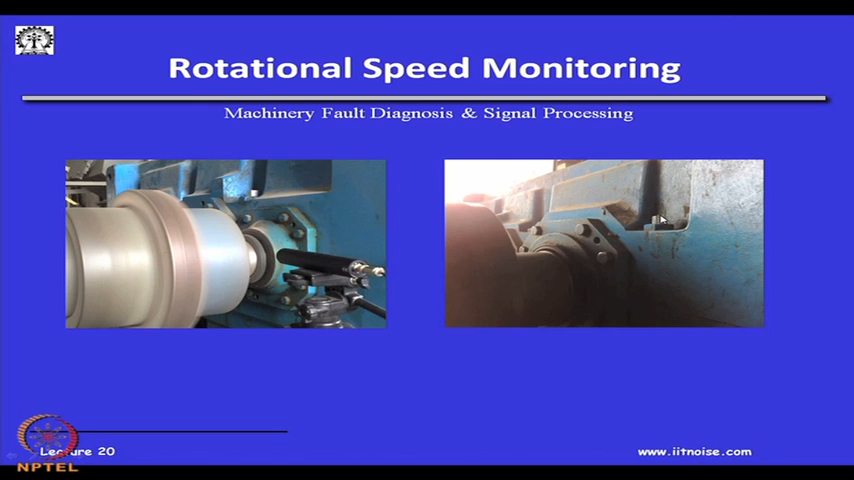 Rotational Speed Monitoring
Machinery Fault Diagnosis & Signal Processing
Lecture 20
www.iitnoise.com
NPTEL